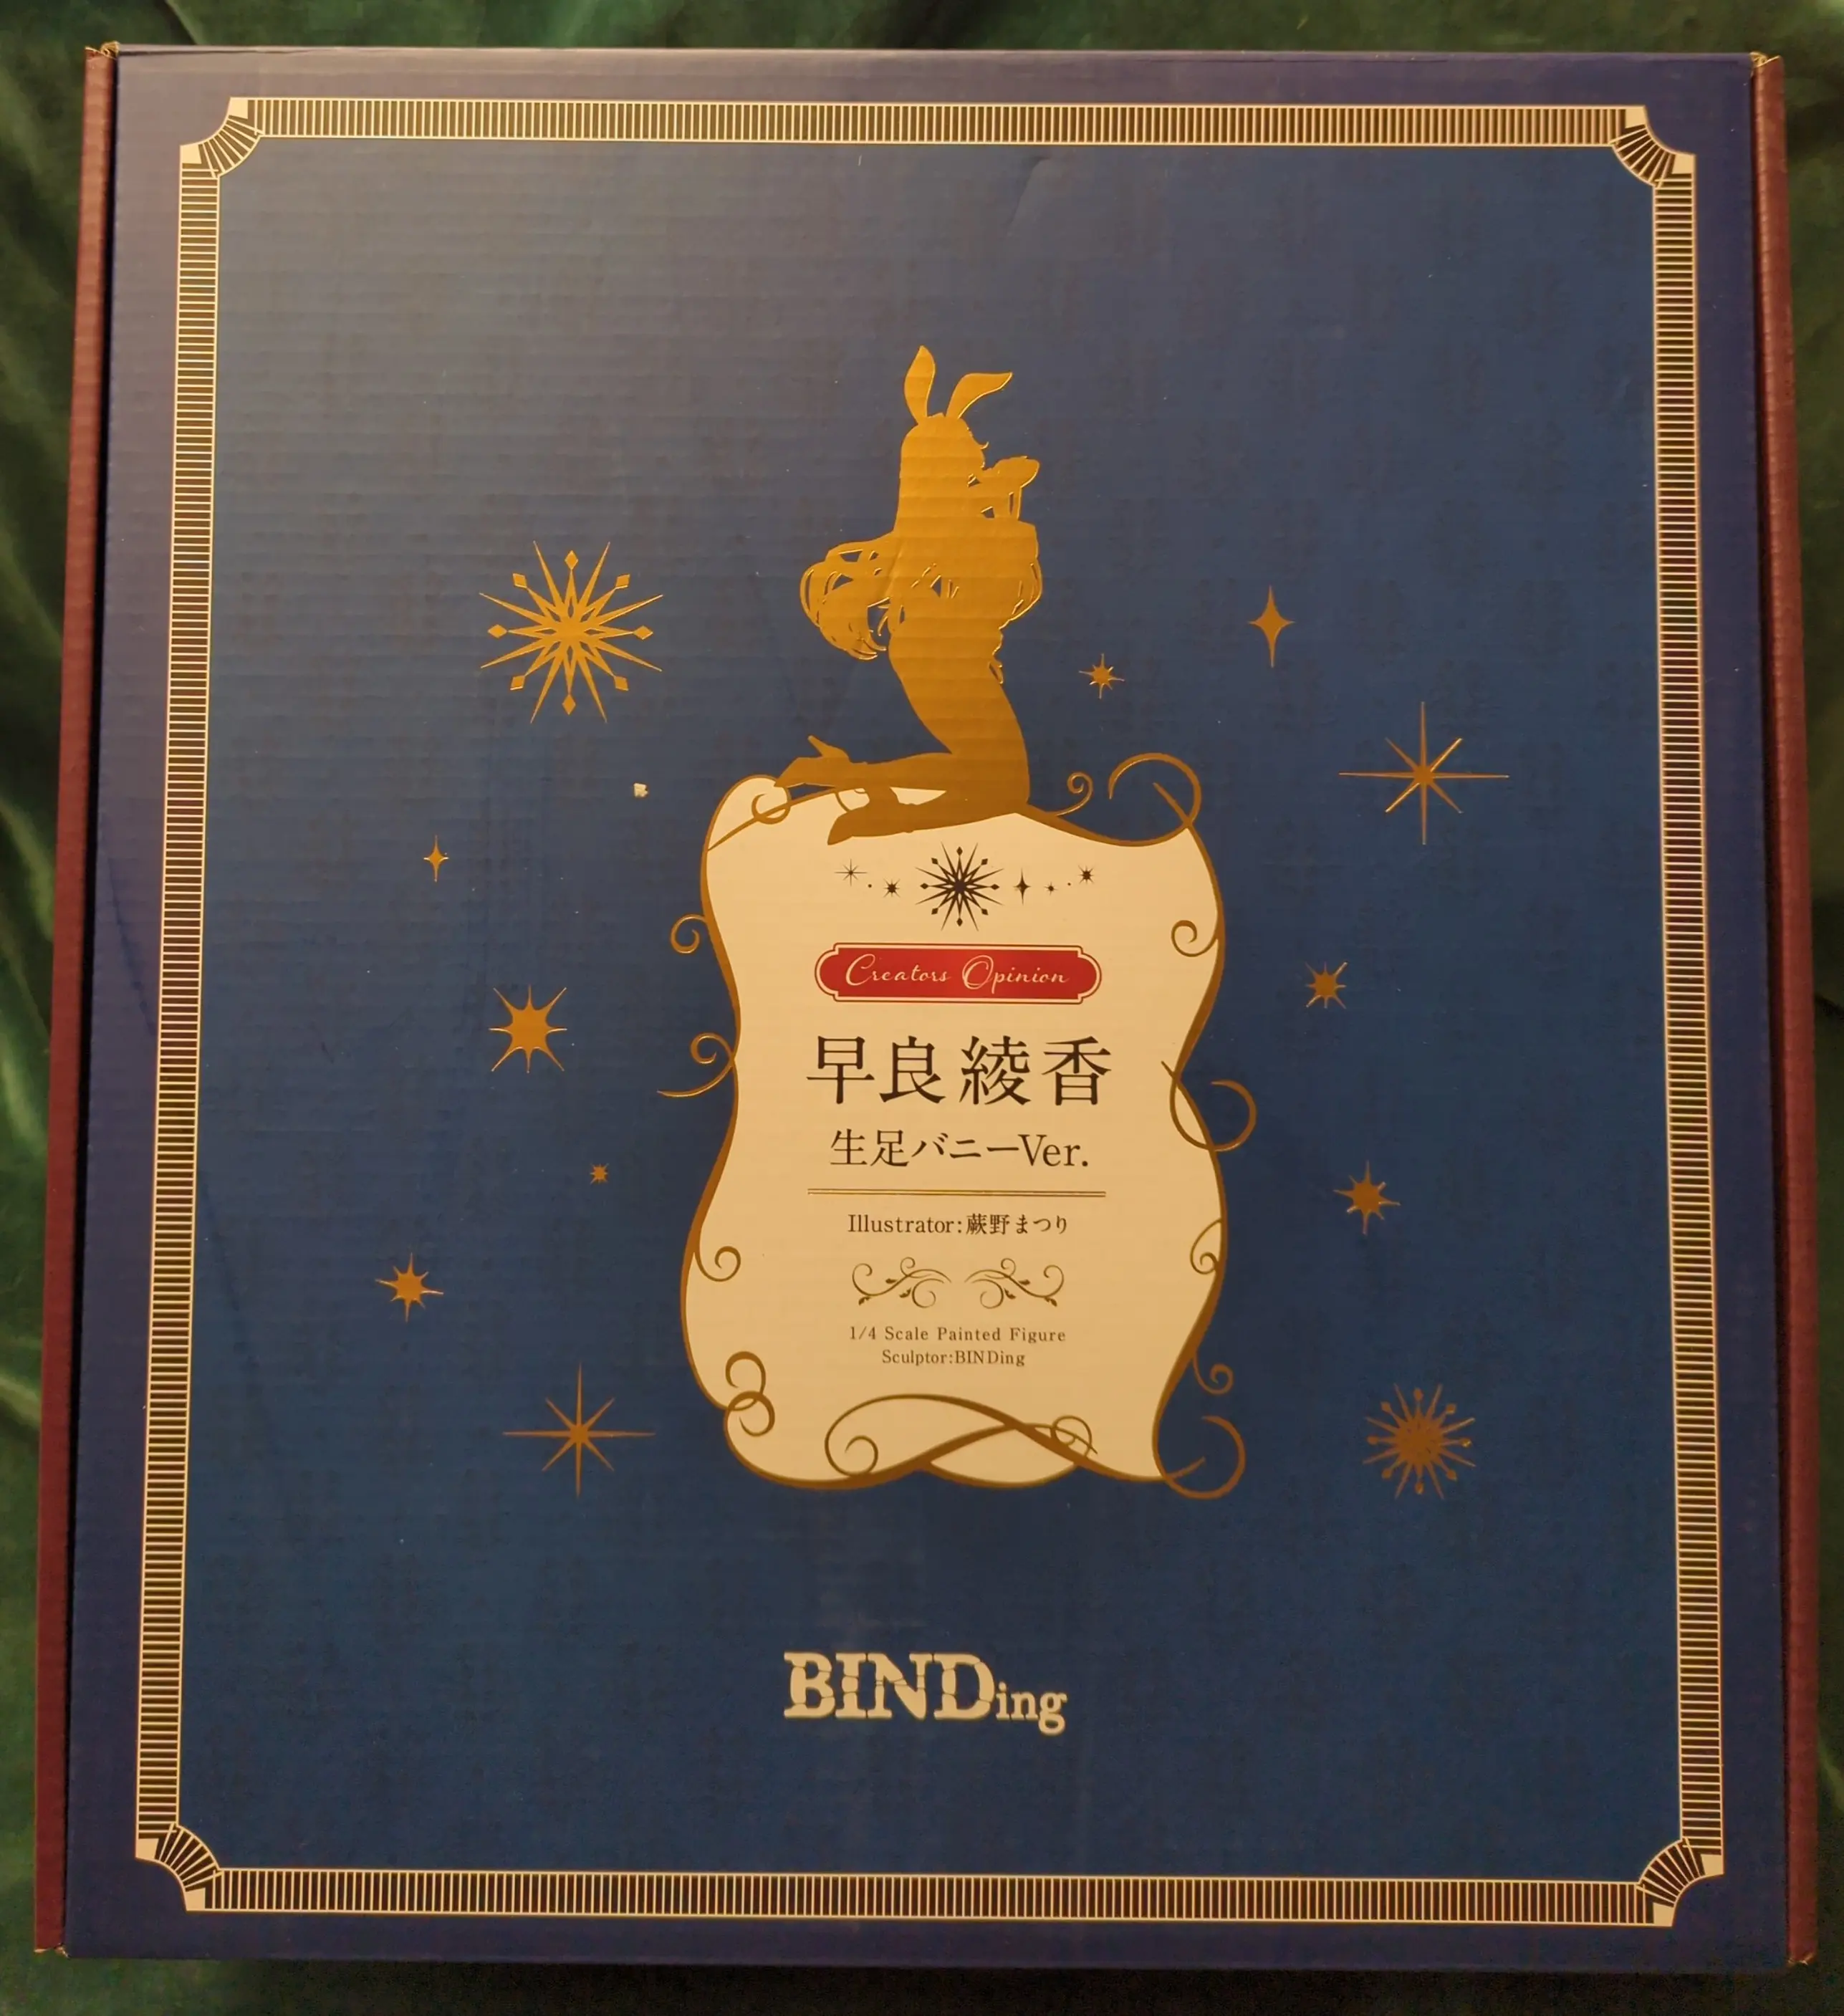 Creators Opinion
早良綾香
生足バニーVer.
Illustrator:蕨野まつり
1/4 Scale Painted Figure
Sculptor:BINDing
BINDing